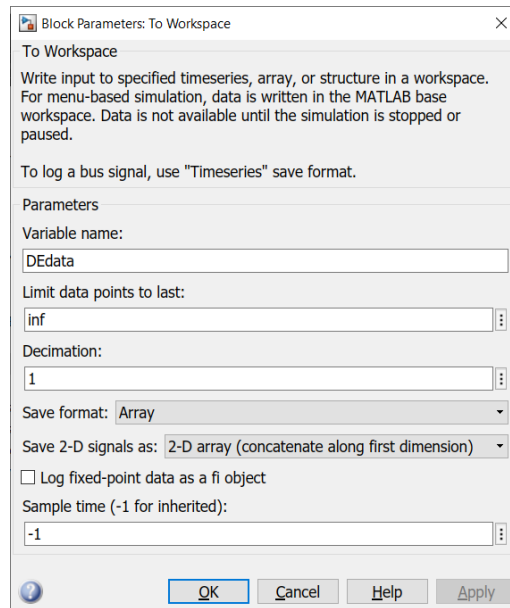 Block Parameters: To Workspace
To Workspace
Write input to specified timeseries, array, or structure in a workspace.
For menu-based simulation, data is written in the MATLAB base
workspace. Data is not available until the simulation is stopped or
paused.
To log a bus signal, use "Timeseries" save format.
Parameters
Variable name:
DEdata
Limit data points to last:
inf
Decimation:
1
Save format: Array
Save 2-D signals as: 2-D array (concatenate along first dimension)
Log fixed-point data as a fi object
Sample time (-1 for inherited):
-1
OK Cancel Help Apply